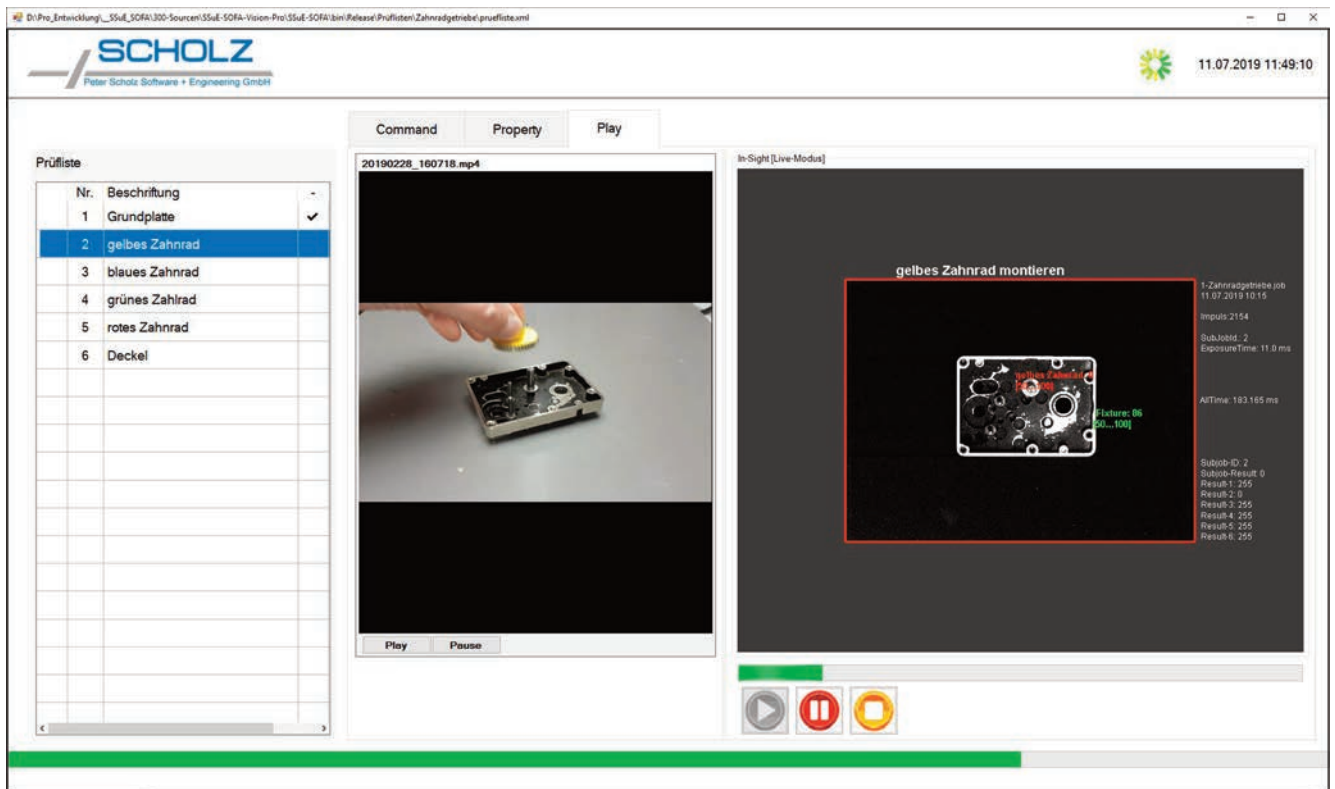 D:\Pro_Entwicklung\__SSuE_SOFA\300-Sourcen\SSuE-SOFA-Vision-Pro\SSuE-SOFA\bin\Release\Prüflisten\Zahnradgetriebe\pruefliste.xml
SCHOLZ
Peter Scholz Software + Engineering GmbH
11.07.2019 11:49:10
Command Property Play
Prüfliste
Nr. Beschriftung -
1 Grundplatte ✔
2 gelbes Zahnrad
3 blaues Zahnrad
4 grünes Zahlrad
5 rotes Zahnrad
6 Deckel
20190228_160718.mp4
Play Pause
In-Sight [Live-Modus]
gelbes Zahnrad montieren
gelbes Zahnrad
Fixture: 86
50...100]
1-Zahnradgetriebe.job
11.07.2019 10:15
Impuls:2154
SubJobId.: 2
ExposureTime: 11.0 ms
AllTime: 183.165 ms
Subjob-ID: 2
Subjob-Result: 0
Result-1: 255
Result-2: 0
Result-3: 255
Result-4: 255
Result-5: 255
Result-6: 255